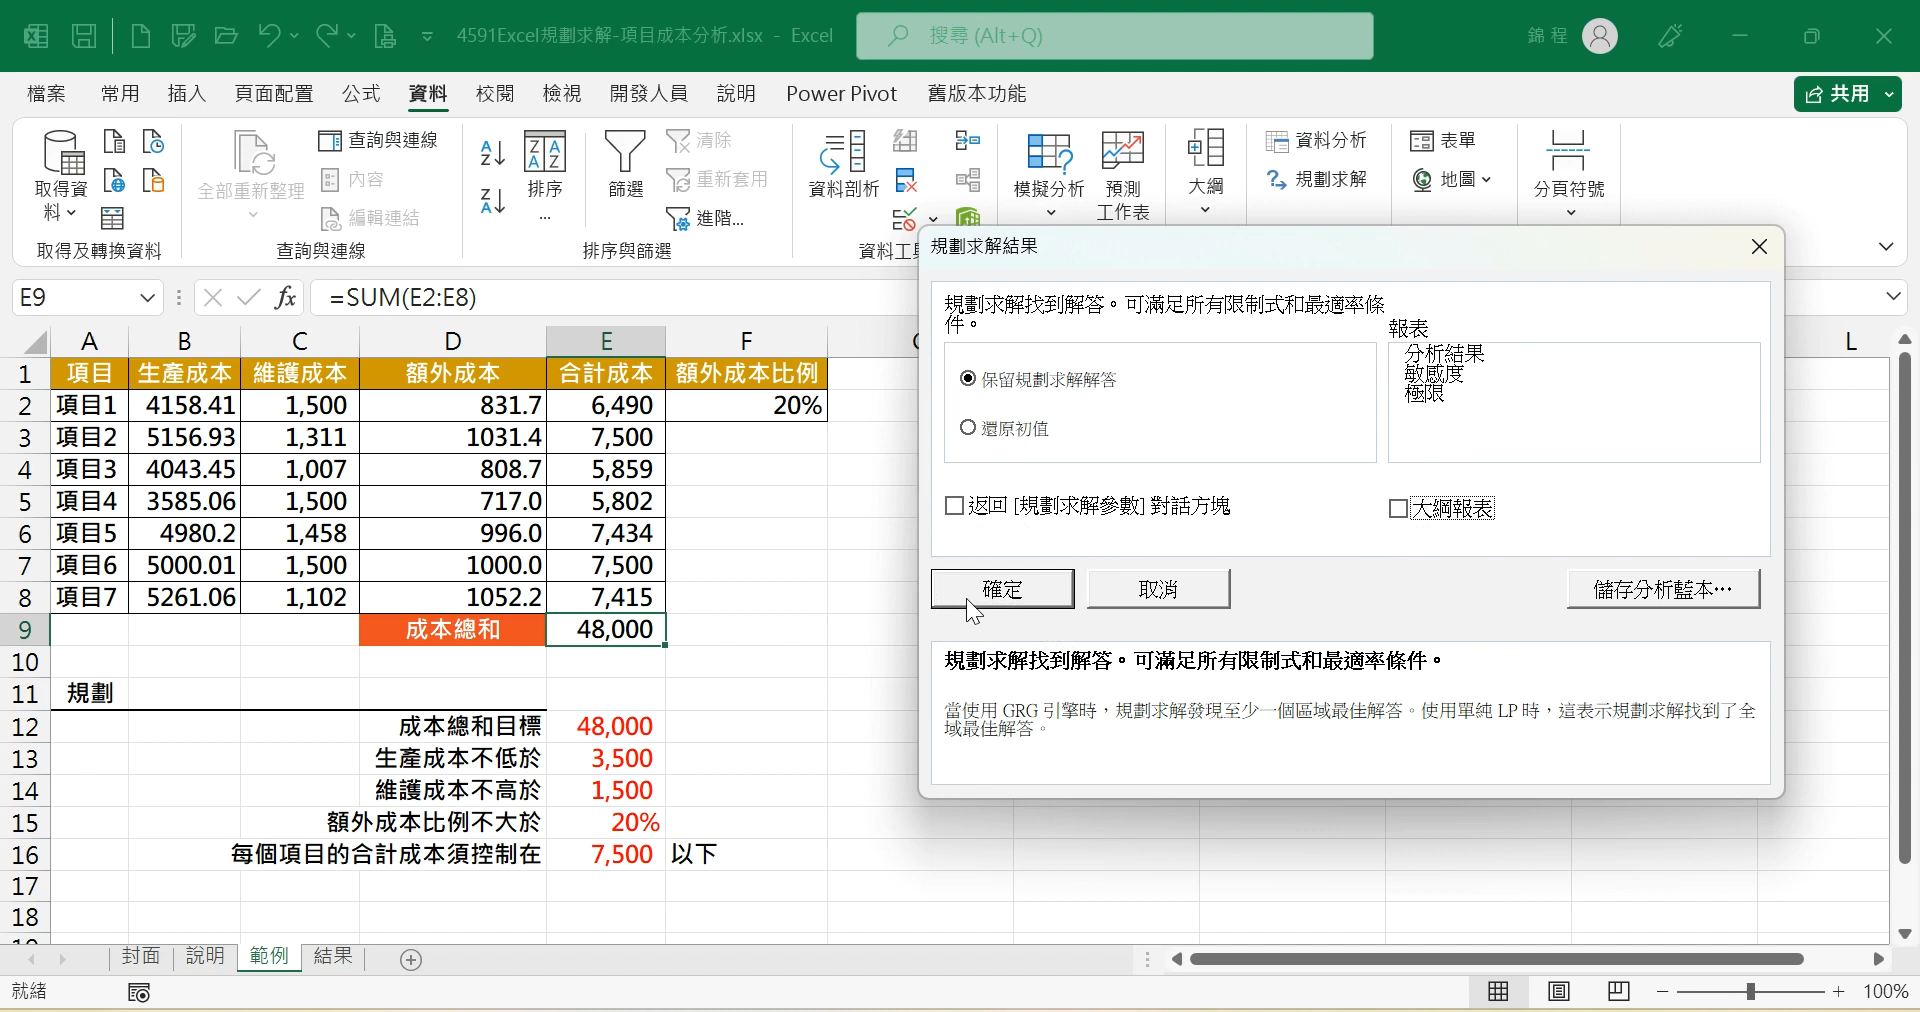 4591Excel規劃求解-項目成本分析.xlsx - Excel
搜尋 (Alt+Q)
錦 程
檔案 常用 插入 頁面配置 公式 資料 校閱 檢視 開發人員 說明 Power Pivot 舊版本功能
共用
取得資料
全部重新整理
查詢與連線
內容
編輯連結
排序...
篩選
清除
重新套用
進階...
資料剖析
模擬分析
預測工作表
大綱
資料分析
規劃求解
表單
地圖
分頁符號
取得及轉換資料
查詢與連線
排序與篩選
資料工具
E9
=SUM(E2:E8)
A B C D E F L
1 項目 生產成本 維護成本 額外成本 合計成本 額外成本比例
2 項目1 4158.41 1,500 831.7 6,490 20%
3 項目2 5156.93 1,311 1031.4 7,500
4 項目3 4043.45 1,007 808.7 5,859
5 項目4 3585.06 1,500 717.0 5,802
6 項目5 4980.2 1,458 996.0 7,434
7 項目6 5000.01 1,500 1000.0 7,500
8 項目7 5261.06 1,102 1052.2 7,415
9 成本總和 48,000
10
11 規劃
12 成本總和目標 48,000
13 生產成本不低於 3,500
14 維護成本不高於 1,500
15 額外成本比例不大於 20%
16 每個項目的合計成本須控制在 7,500 以下
17
18
規劃求解結果
規劃求解找到解答。可滿足所有限制式和最適率條
件。
報表
保留規劃求解解答
還原初值
分析結果
敏感度
極限
返回 [規劃求解參數] 對話方塊
大綱報表
確定
取消
儲存分析藍本...
規劃求解找到解答。可滿足所有限制式和最適率條件。
當使用 GRG 引擎時，規劃求解發現至少一個區域最佳解答。使用單純 LP 時，這表示規劃求解找到了全
域最佳解答。
封面 說明 範例 結果
就緒
100%